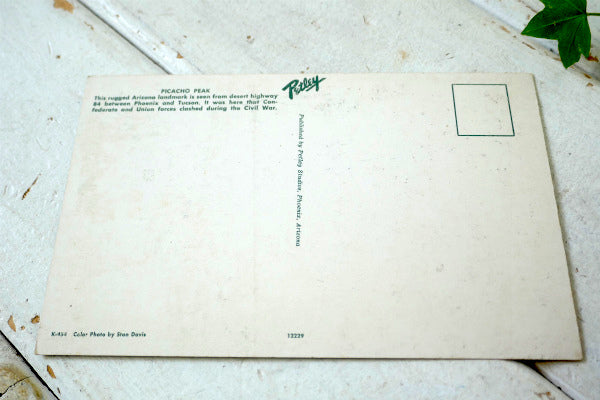 PICACHO PEAK
This rugged Arizona landmark is seen from desert highway
84 between Phoenix and Tucson. It was here that Con-
federate and Union forces clashed during the Civil War.
Petley
Published by Petley Studios, Phoenix, Arizona
K-454 Color Photo by Stan Davis
12229